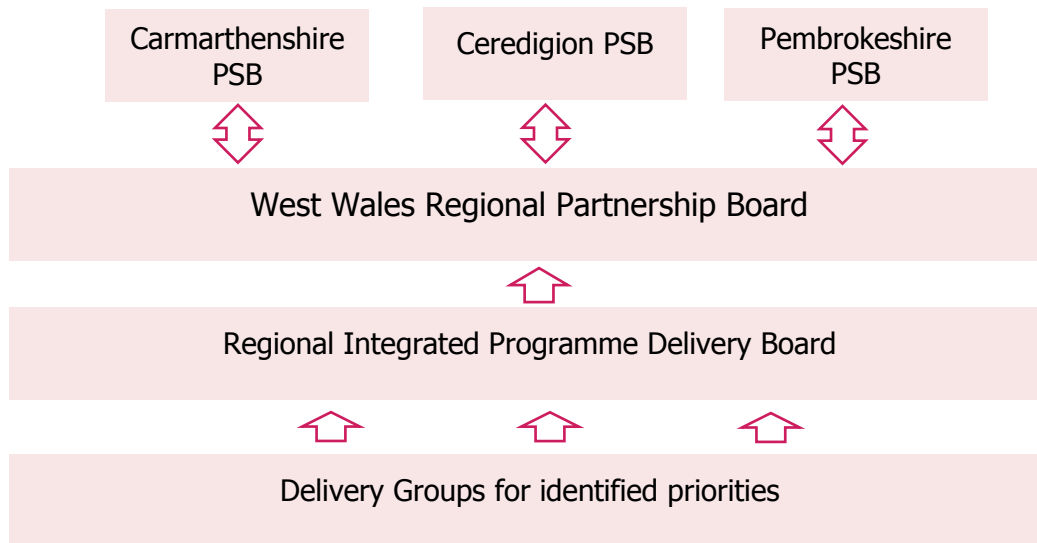 Carmarthenshire
PSB
Ceredigion PSB
Pembrokeshire
PSB
West Wales Regional Partnership Board
Regional Integrated Programme Delivery Board
Delivery Groups for identified priorities